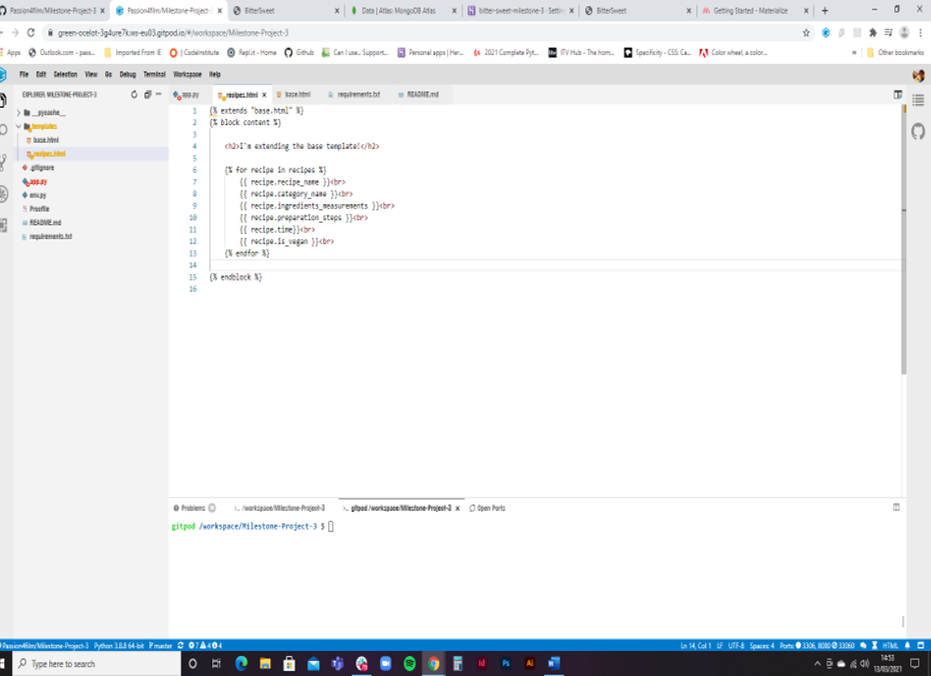 Passion4film/Milestone-Project-3
Passion4film/Milestone-Project-
BitterSweet
Data | Atlas: MongoDB Atlas
bitter-sweet-milestone-3 - Settin
BitterSweet
Getting Started - Materialize
green-ocelot-3g4ure7k.ws-eu03.gitpod.io/#/workspace/Milestone-Project-3
Apps
Outlook.com - pass...
Imported From IE
| CodeInstitute
Repl.it - Home
Github
Can I use... Support...
Personal apps | Her...
2021 Complete Pyt...
ITV Hub - The hom...
Specificity - CSS: Ca...
Color wheel, a color...
»
Other bookmarks
File Edit Selection View Go Debug Terminal Workspace Help
EXPLORER: MILESTONE-PROJECT-3
__pycache__
templates
base.html
recipes.html
.gitignore
app.py
env.py
Procfile
README.md
requirements.txt
app.py
recipes.html
base.html
requirements.txt
README.md
1 {% extends "base.html" %}
2 {% block content %}
3
4 <h2>I'm extending the base template!</h2>
5
6 {% for recipe in recipes %}
7 {{ recipe.recipe_name }}<br>
8 {{ recipe.category_name }}<br>
9 {{ recipe.ingredients_measurements }}<br>
10 {{ recipe.preparation_steps }}<br>
11 {{ recipe.time}}<br>
12 {{ recipe.is_vegan }}<br>
13 {% endfor %}
14
15 {% endblock %}
16
Problems
/workspace/Milestone-Project-3
gitpod /workspace/Milestone-Project-3
Open Ports
gitpod /workspace/Milestone-Project-3 $
Passion4film/Milestone-Project-3 Python 3.8.8 64-bit master
Ln 14, Col 1 LF UTF-8 Spaces: 4 Ports: 3306, 8080 33060 HTML
Type here to search
14:53
13/03/2021